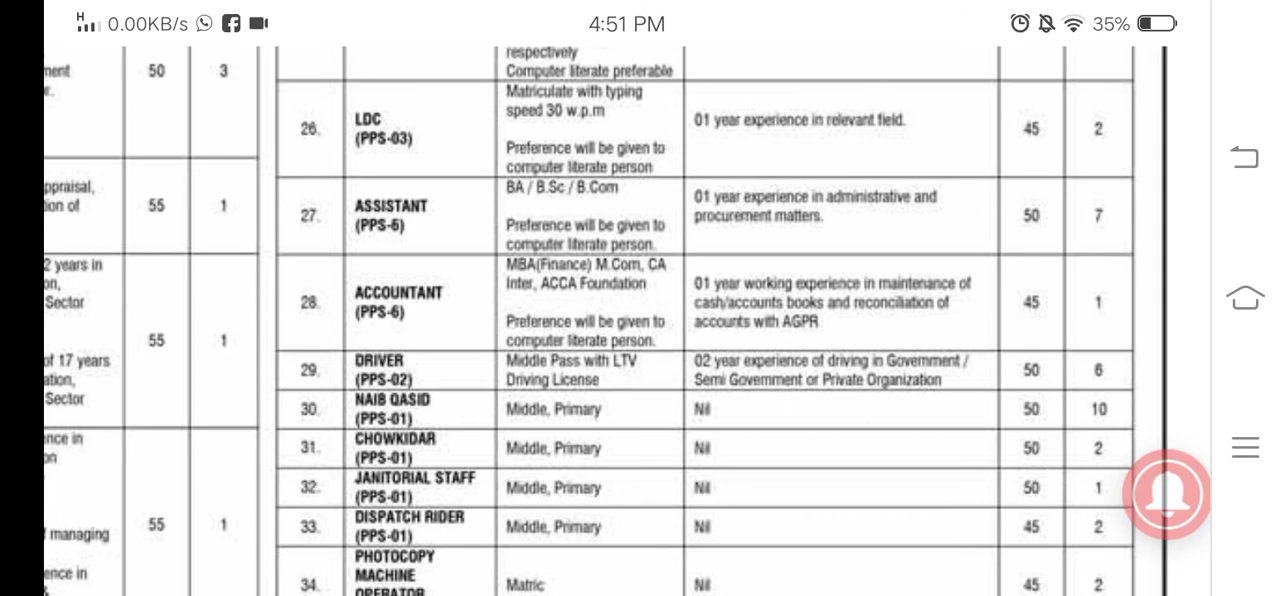 H 0.00KB/s 4:51 PM 35%
ment 50 3
ppraisal,
ion of
55 1
2 years in
on,
Sector
55 1
of 17 years
ation,
Sector
ence in
on
55 1
f managing
ence in
respectively
Computer literate preferable
26. LDC
(PPS-03)
Matriculate with typing
speed 30 w.p.m
Preference will be given to
computer literate person
01 year experience in relevant field.
45 2
27. ASSISTANT
(PPS-6)
BA / B.Sc / B.Com
Preference will be given to
computer literate person.
01 year experience in administrative and
procurement matters.
50 7
28. ACCOUNTANT
(PPS-6)
MBA(Finance) M.Com, CA
Inter, ACCA Foundation
Preference will be given to
computer literate person.
01 year working experience in maintenance of
cash/accounts books and reconciliation of
accounts with AGPR
45 1
29. DRIVER
(PPS-02)
Middle Pass with LTV
Driving License
02 year experience of driving in Government /
Semi Government or Private Organization
50 6
30. NAIB QASID
(PPS-01)
Middle, Primary
Nil
50 10
31. CHOWKIDAR
(PPS-01)
Middle, Primary
Nil
50 2
32. JANITORIAL STAFF
(PPS-01)
Middle, Primary
Nil
50 1
33. DISPATCH RIDER
(PPS-01)
Middle, Primary
Nil
45 2
34. PHOTOCOPY
MACHINE
OPERATOR
Matric
Nil
45 2